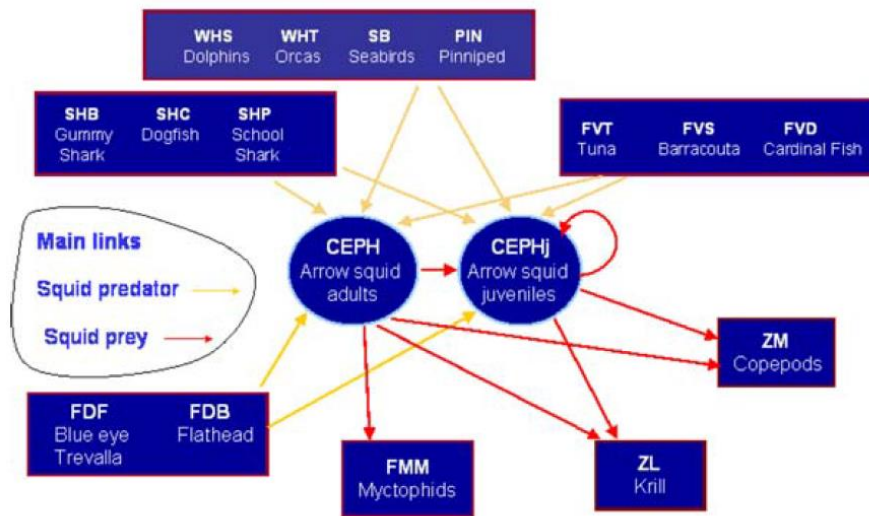 WHS WHT SB PIN
Dolphins Orcas Seabirds Pinniped
SHB SHC SHP
Gummy Dogfish School
Shark Shark
FVT FVS FVD
Tuna Barracouta Cardinal Fish
Main links
Squid predator
Squid prey
CEPH
Arrow squid
adults
CEPHj
Arrow squid
juveniles
ZM
Copepods
FDF FDB
Blue eye Flathead
Trevalla
FMM
Myctophids
ZL
Krill